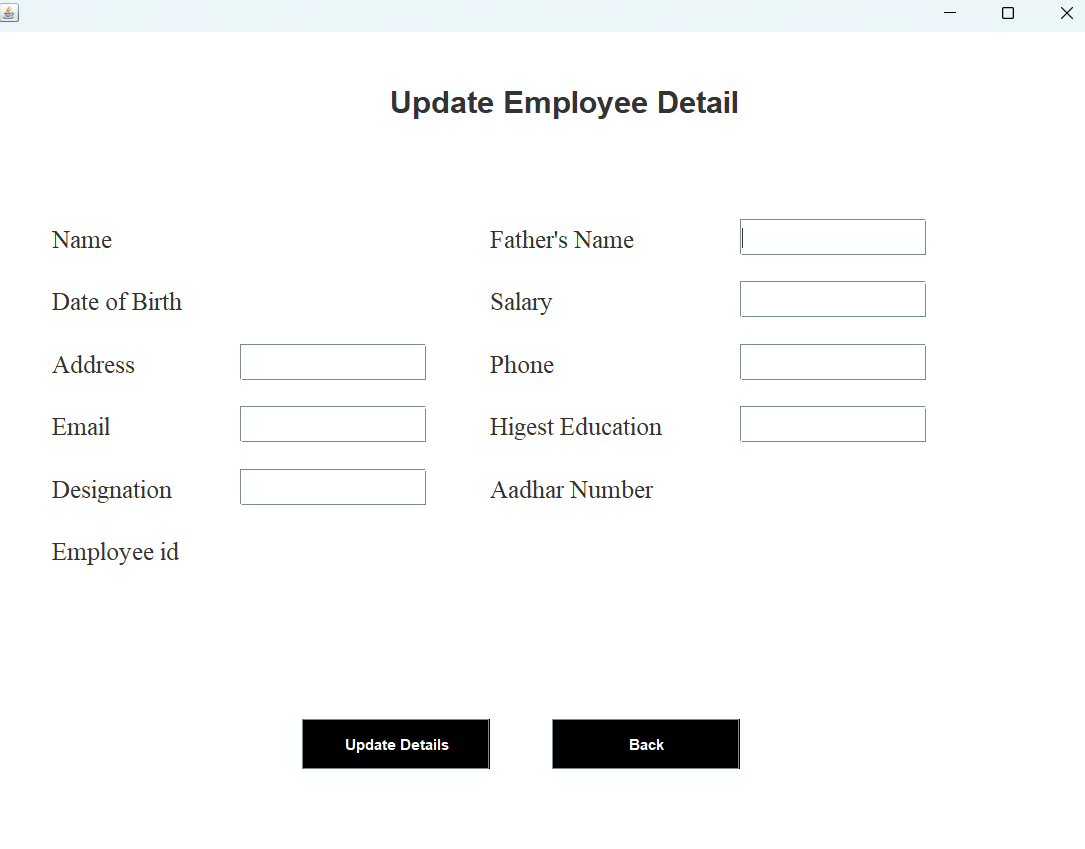 Update Employee Detail
Name
Father's Name
Date of Birth
Salary
Address
Phone
Email
Higest Education
Designation
Aadhar Number
Employee id
Update Details
Back